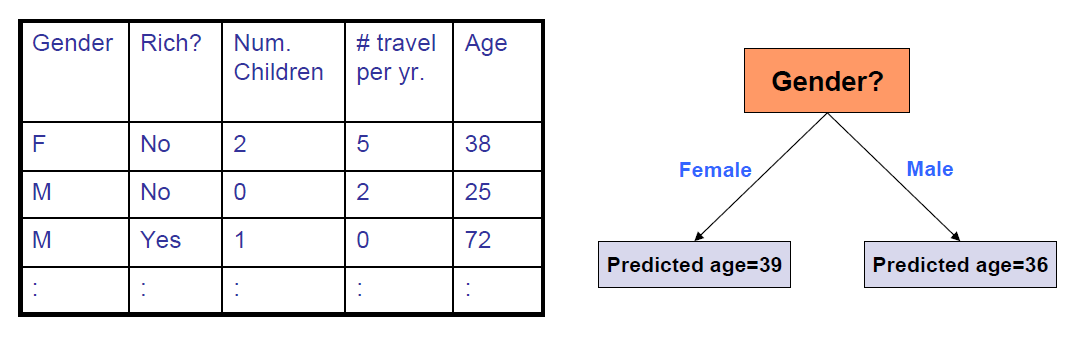 Gender Rich? Num. # travel Age
Children per yr.
F No 2 5 38
M No 0 2 25
M Yes 1 0 72
: : : : :
Gender?
Female Male
Predicted age=39 Predicted age=36